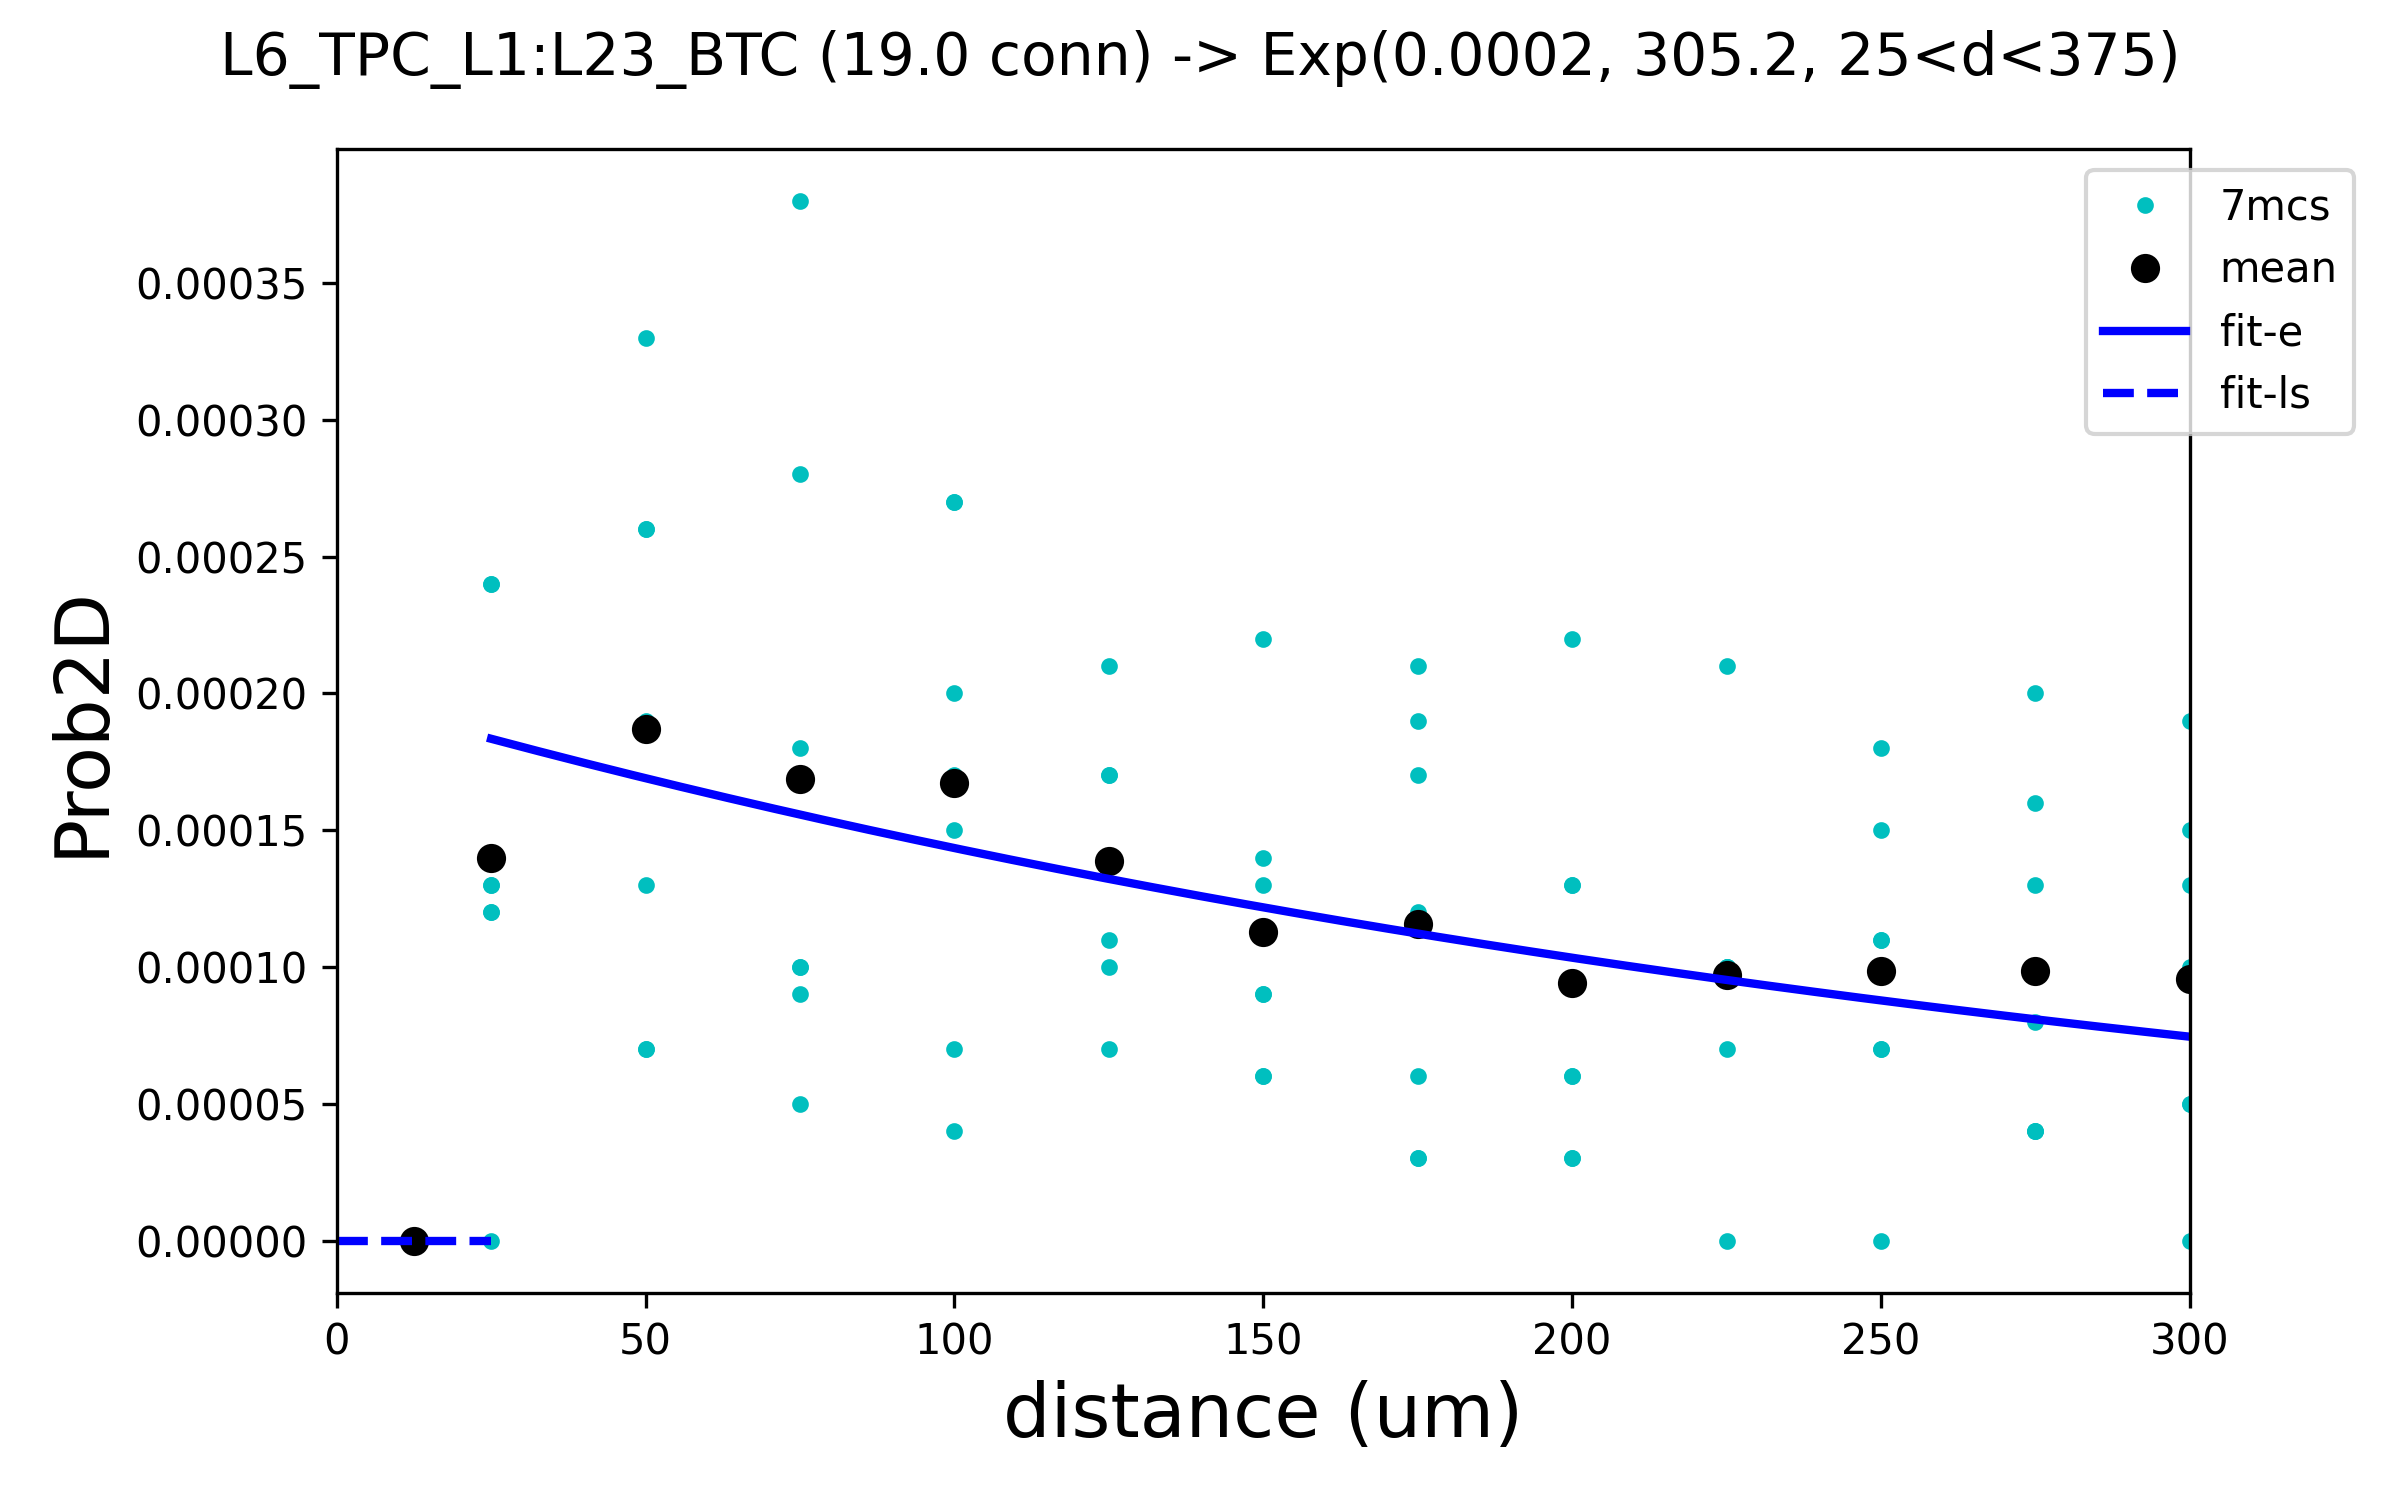 L6_TPC_L1:L23_BTC (19.0 conn) -> Exp(0.0002, 305.2, 25<d<375)
7mcs
mean
fit-e
fit-ls
Prob2D
0.00035
0.00030
0.00025
0.00020
0.00015
0.00010
0.00005
0.00000
0 50 100 150 200 250 300
distance (um)